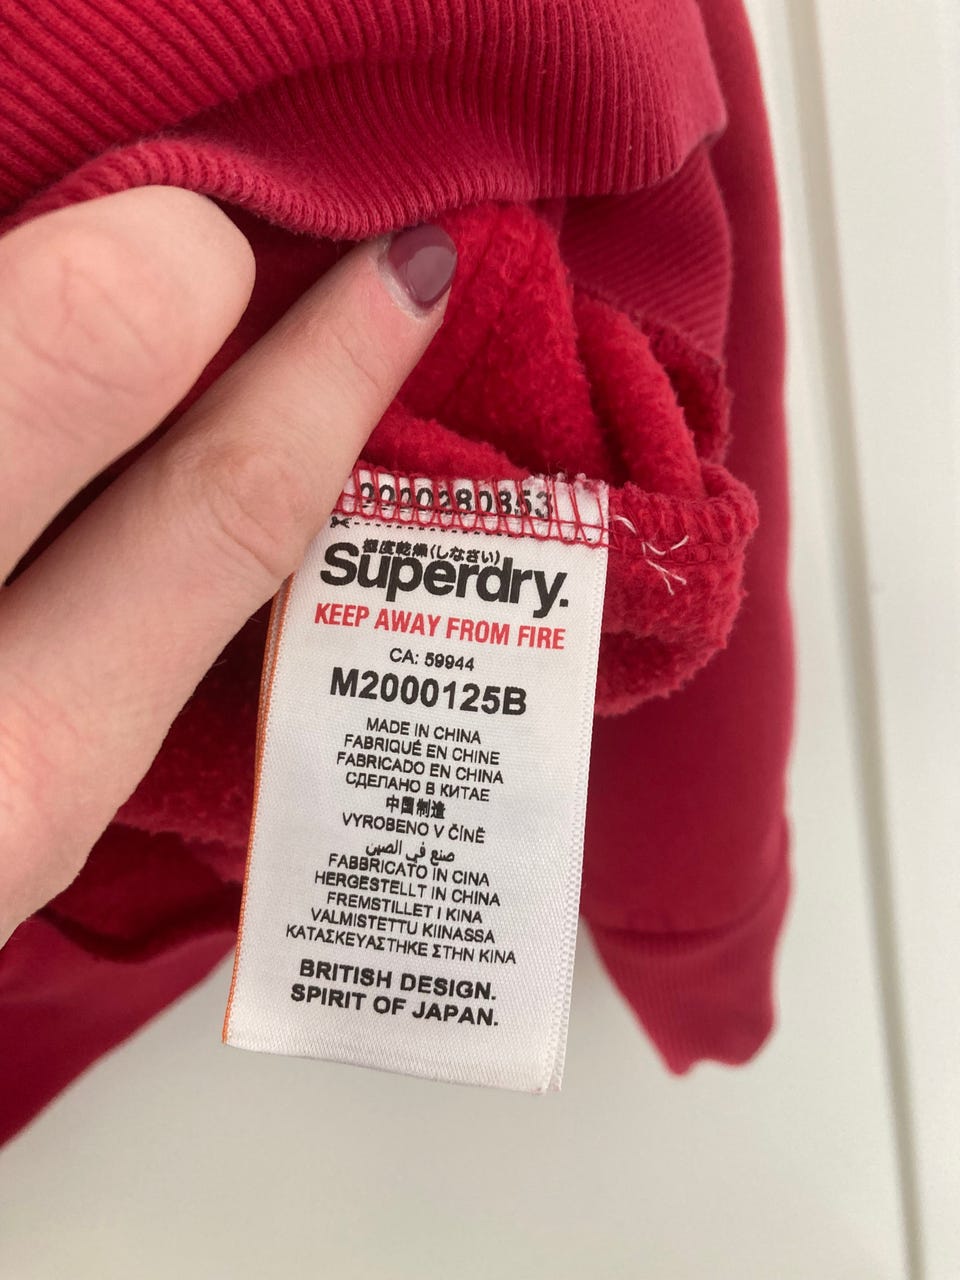 0000280853
極度乾燥(しなさい)
Superdry.
KEEP AWAY FROM FIRE
CA: 59944
M2000125B
MADE IN CHINA
FABRIQUÉ EN CHINE
FABRICADO EN CHINA
СДЕЛАНО В КИТАЕ
中国制造
VYROBENO V ČÍNĚ
صنع في الصين
FABBRICATO IN CINA
HERGESTELLT IN CHINA
FREMSTILLET I KINA
VALMISTETTU KIINASSA
ΚΑΤΑΣΚΕΥΑΣΤΗΚΕ ΣΤΗΝ ΚΙΝΑ
BRITISH DESIGN.
SPIRIT OF JAPAN.